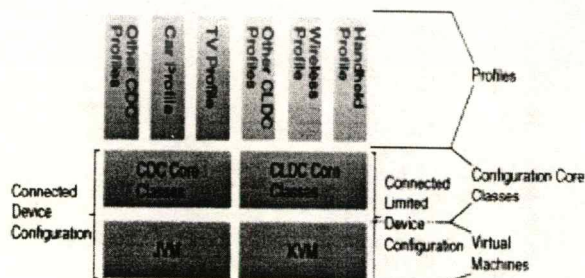 Other CDC
Profiles
Car Profile
TV Profile
Other CLDC
Profiles
Wireless
Profile
Handheld
Profile
Profiles
CDC Core
Classes
CLDC Core
Classes
Configuration Core
Classes
Connected
Device
Configuration
Connected
Limited
Device
Configuration
JVM
KVM
Virtual
Machines